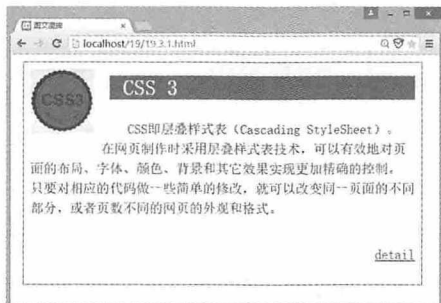 图文混排
localhost/19/19.3.1.html
CSS3
CSS 3
CSS即层叠样式表（Cascading StyleSheet）。
在网页制作时采用层叠样式表技术，可以有效地对页
面的布局、字体、颜色、背景和其它效果实现更加精确的控制。
只要对相应的代码做一些简单的修改，就可以改变同一页面的不同
部分，或者页数不同的网页的外观和格式。
detail